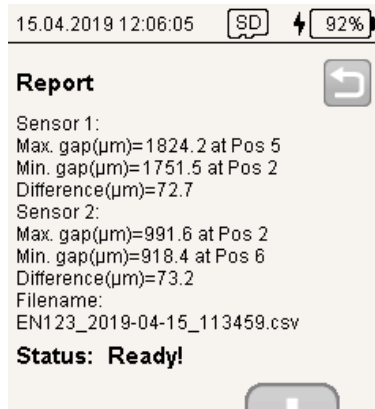 15.04.2019 12:06:05 SD 92%
Report
Sensor 1:
Max. gap(µm)=1824.2 at Pos 5
Min. gap(µm)=1751.5 at Pos 2
Difference(µm)=72.7
Sensor 2:
Max. gap(µm)=991.6 at Pos 2
Min. gap(µm)=918.4 at Pos 6
Difference(µm)=73.2
Filename:
EN123_2019-04-15_113459.csv
Status: Ready!